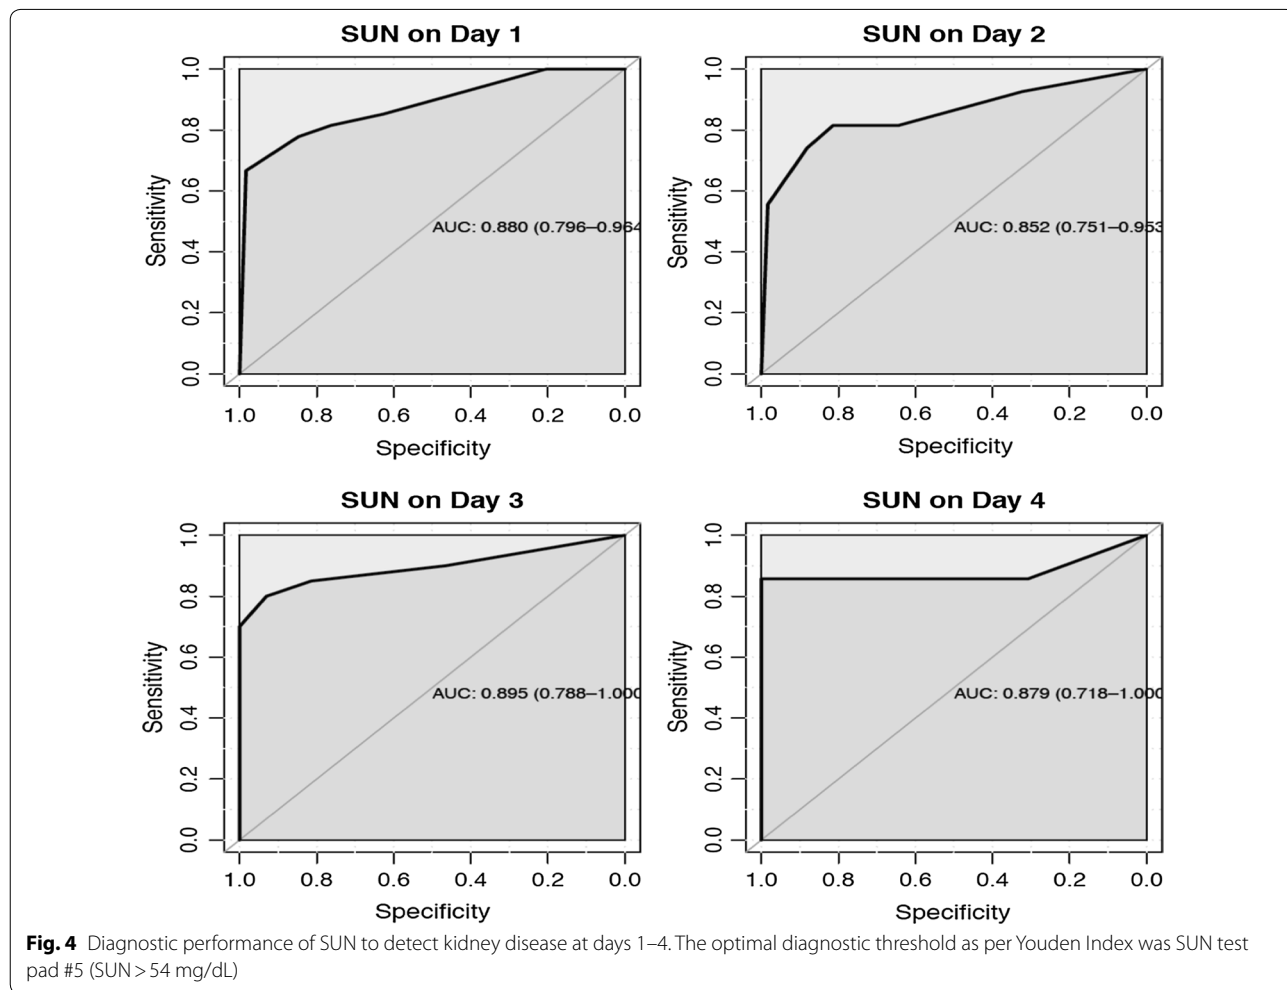 SUN on Day 1
Sensitivity
1.0
0.8
0.6
0.4
0.2
0.0
AUC: 0.880 (0.796–0.964
1.0 0.8 0.6 0.4 0.2 0.0
Specificity
SUN on Day 2
Sensitivity
1.0
0.8
0.6
0.4
0.2
0.0
AUC: 0.852 (0.751–0.953
1.0 0.8 0.6 0.4 0.2 0.0
Specificity
SUN on Day 3
Sensitivity
1.0
0.8
0.6
0.4
0.2
0.0
AUC: 0.895 (0.788–1.000
1.0 0.8 0.6 0.4 0.2 0.0
Specificity
SUN on Day 4
Sensitivity
1.0
0.8
0.6
0.4
0.2
0.0
AUC: 0.879 (0.718–1.000
1.0 0.8 0.6 0.4 0.2 0.0
Specificity
Fig. 4 Diagnostic performance of SUN to detect kidney disease at days 1–4. The optimal diagnostic threshold as per Youden Index was SUN test
pad #5 (SUN > 54 mg/dL)